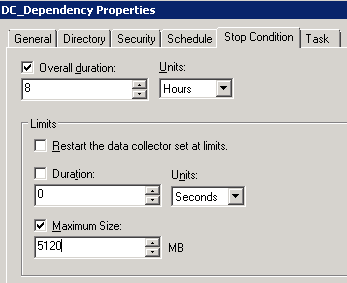 DC_Dependency Properties
General Directory Security Schedule Stop Condition Task
Overall duration: Units:
8 Hours
Limits
Restart the data collector set at limits.
Duration: Units:
0 Seconds
Maximum Size:
5120 MB